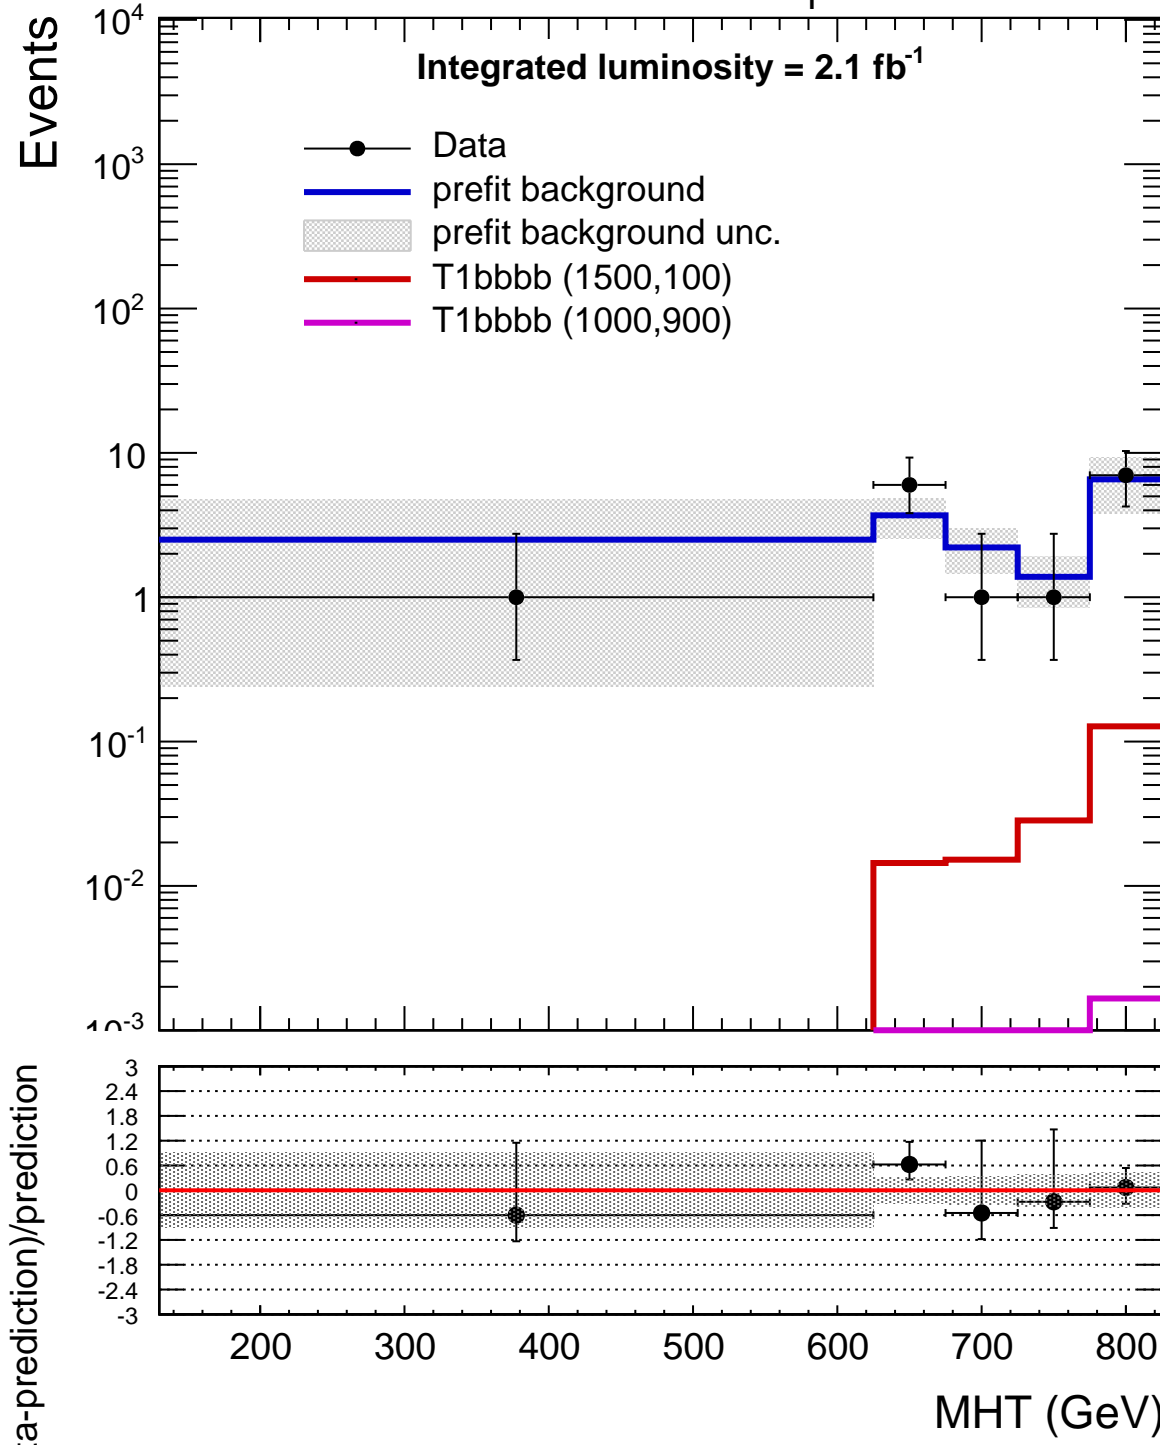 Events
10^4
10^3
10^2
10
1
10^-1
10^-2
10^-3
Integrated luminosity = 2.1 fb^-1
Data
prefit background
prefit background unc.
T1bbbb (1500,100)
T1bbbb (1000,900)
ta-prediction)/prediction
3
2.4
1.8
1.2
0.6
0
-0.6
-1.2
-1.8
-2.4
-3
200 300 400 500 600 700 800
MHT (GeV)